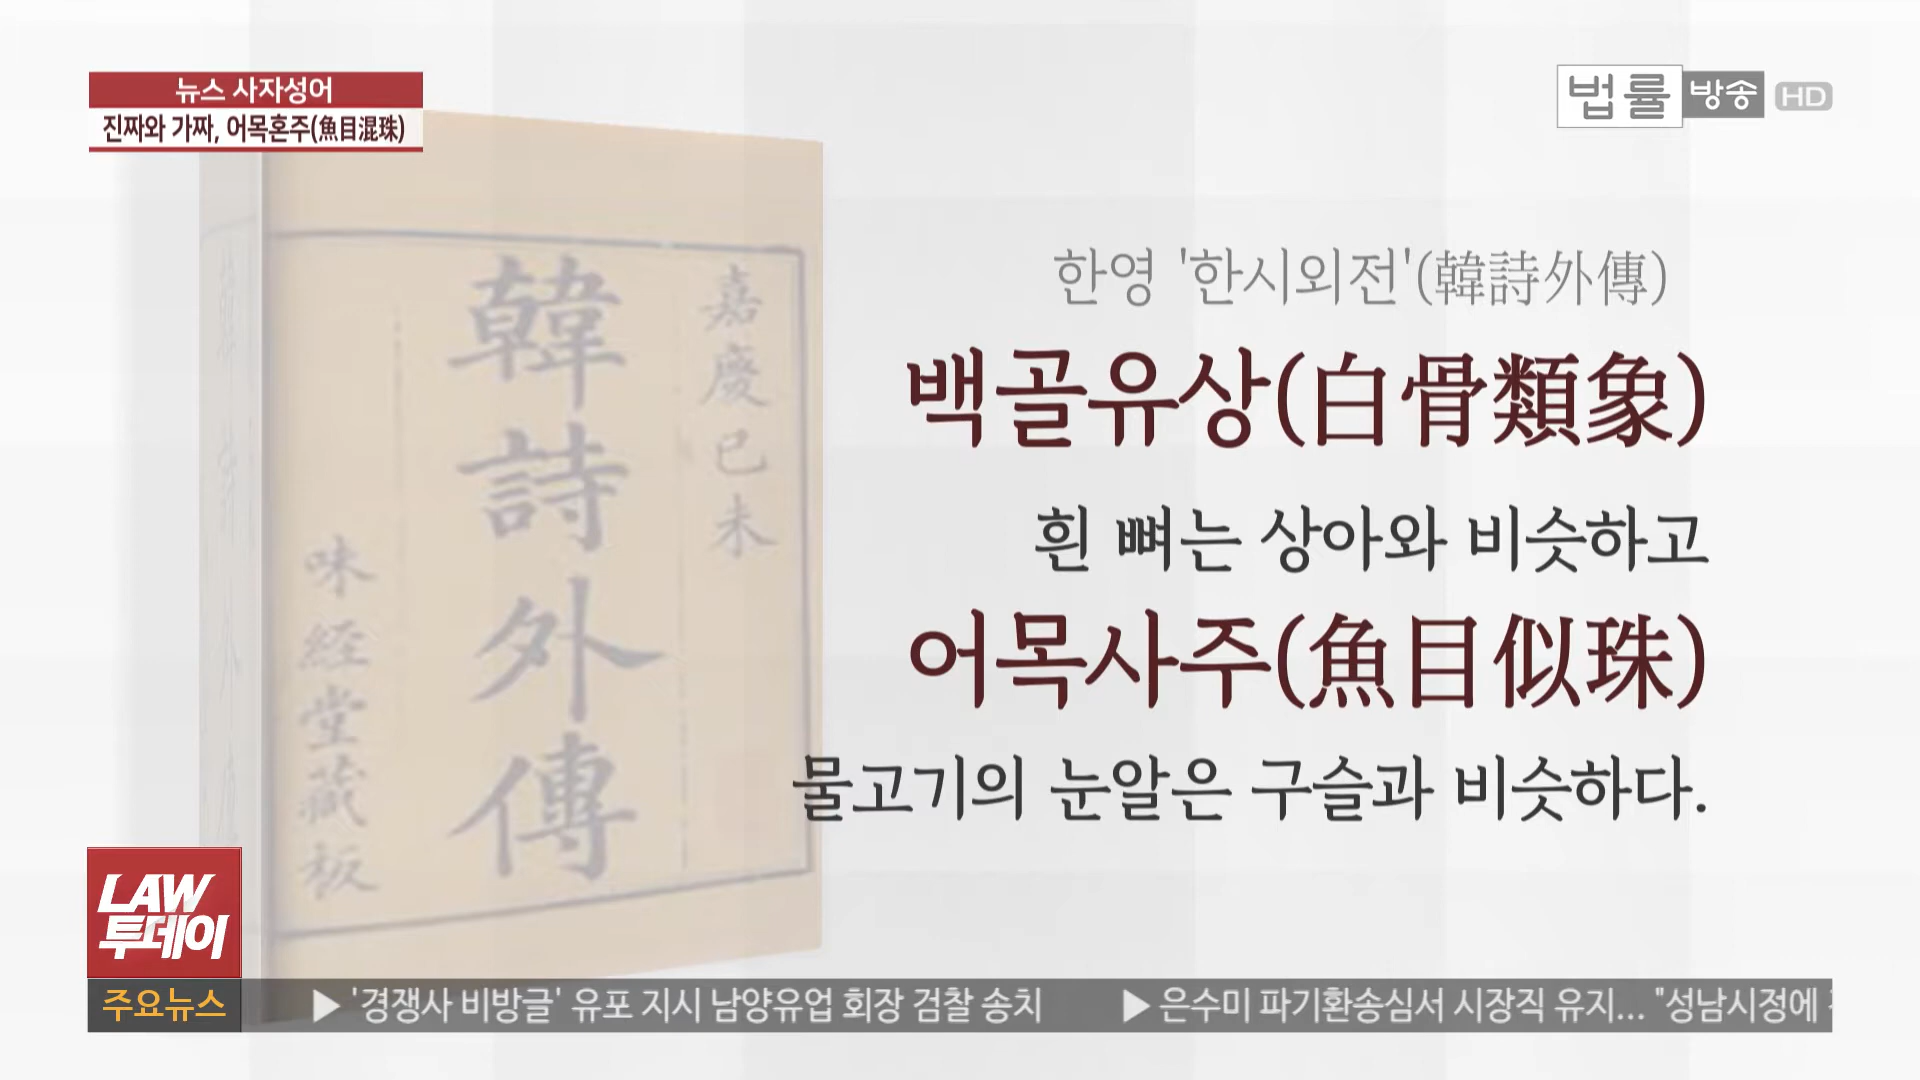 뉴스 사자성어
진짜와 가짜, 어목혼주(魚目混珠)
법률방송 HD
한영 '한시외전'(韓詩外傳)
백골유상(白骨類象)
흰 뼈는 상아와 비슷하고
어목사주(魚目似珠)
물고기의 눈알은 구슬과 비슷하다.
嘉慶已未
韓詩外傳
味經堂藏板
LAW
투데이
주요뉴스
▶ '경쟁사 비방글' 유포 지시 남양유업 회장 검찰 송치 ▶ 은수미 파기환송심서 시장직 유지... "성남시정에